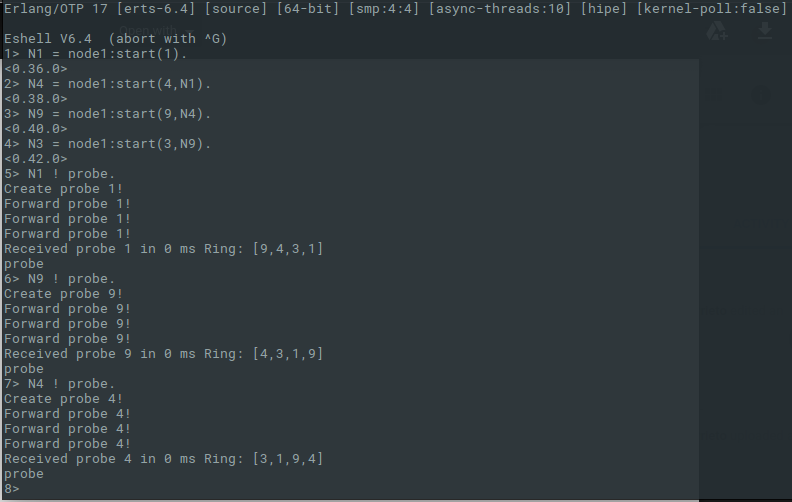 Erlang/OTP 17 [erts-6.4] [source] [64-bit] [smp:4:4] [async-threads:10] [hipe] [kernel-poll:false]
Eshell V6.4  (abort with ^G)
1> N1 = node1:start(1).
<0.36.0>
2> N4 = node1:start(4,N1).
<0.38.0>
3> N9 = node1:start(9,N4).
<0.40.0>
4> N3 = node1:start(3,N9).
<0.42.0>
5> N1 ! probe.
Create probe 1!
Forward probe 1!
Forward probe 1!
Forward probe 1!
Received probe 1 in 0 ms Ring: [9,4,3,1]
probe
6> N9 ! probe.
Create probe 9!
Forward probe 9!
Forward probe 9!
Forward probe 9!
Received probe 9 in 0 ms Ring: [4,3,1,9]
probe
7> N4 ! probe.
Create probe 4!
Forward probe 4!
Forward probe 4!
Forward probe 4!
Received probe 4 in 0 ms Ring: [3,1,9,4]
probe
8>